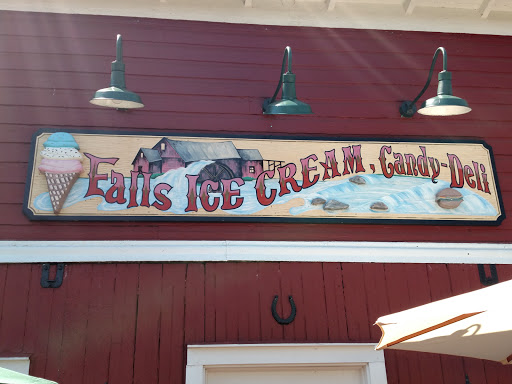 Falls ICE CREAM, Candy-Deli